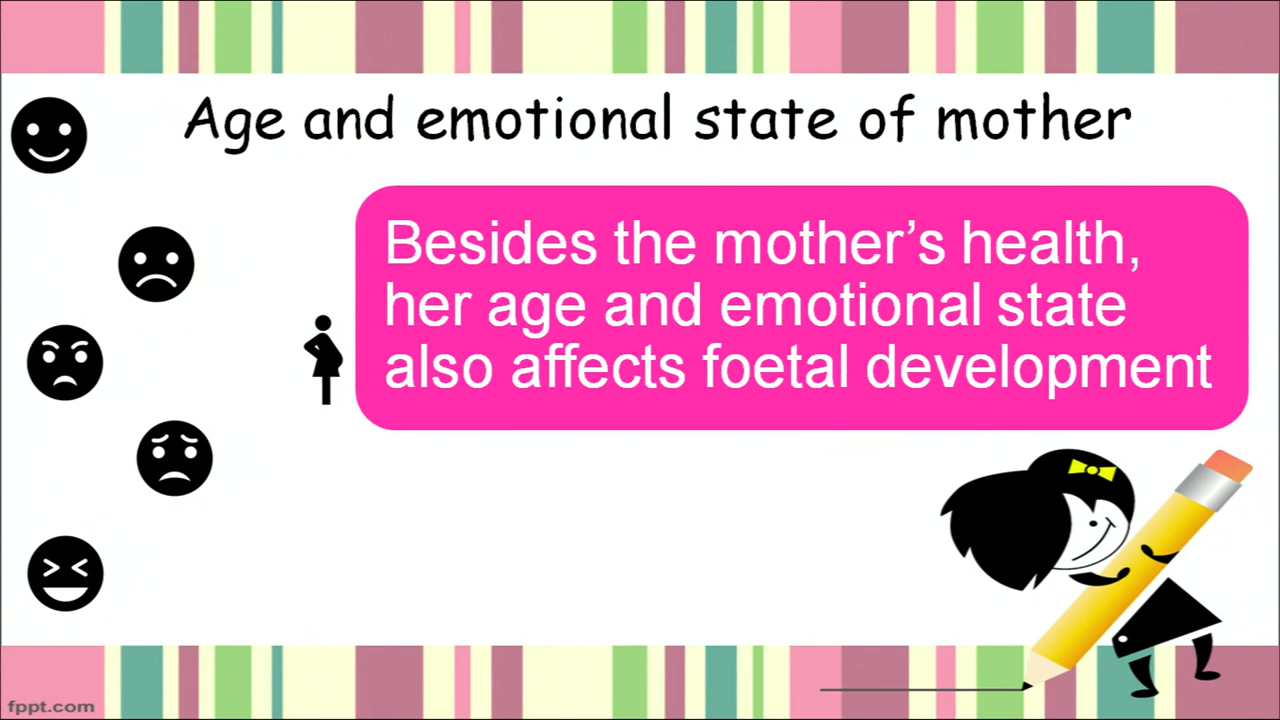 Age and emotional state of mother
Besides the mother’s health,
her age and emotional state
also affects foetal development
fppt.com